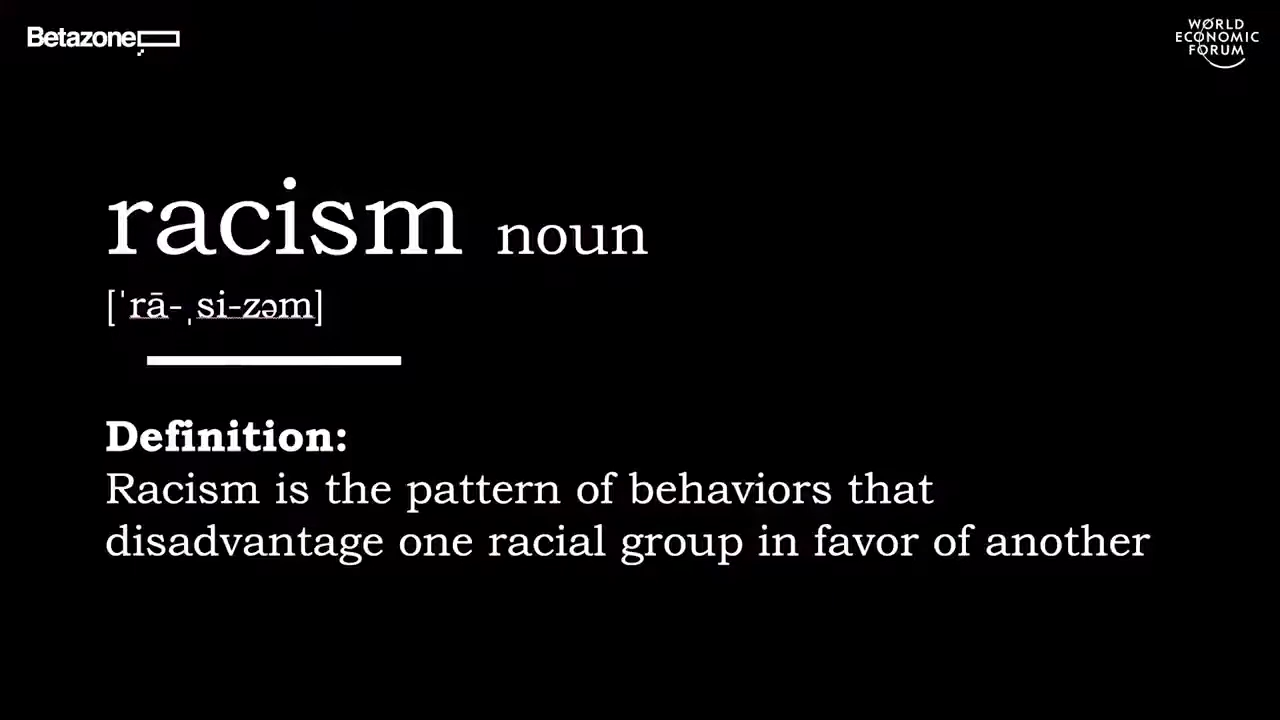 Betazone
WORLD
ECONOMIC
FORUM
racism noun
[ˈrā-ˌsi-zəm]
Definition:
Racism is the pattern of behaviors that
disadvantage one racial group in favor of another